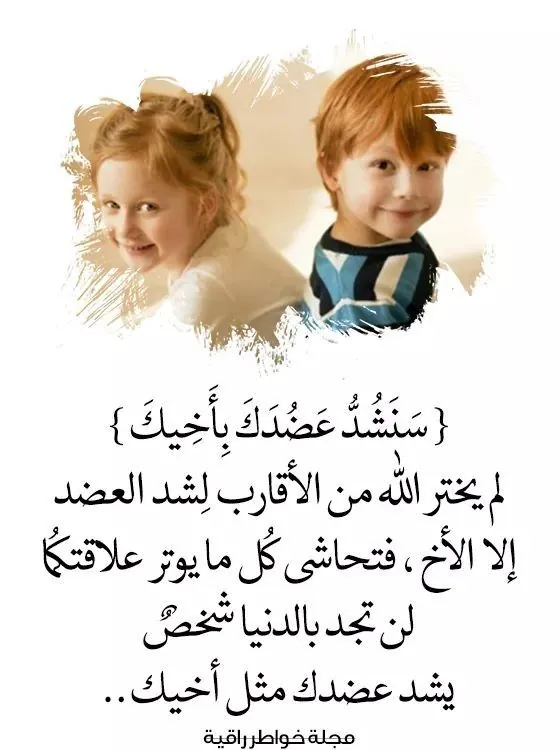 { سَنَشُدُّ عَضُدَكَ بِأَخِيكَ }
لم يختر الله من الأقارب لِشد العضد
إلا الأخ ، فتحاشى كُل ما يوتر علاقتكُما
لن تجد بالدنيا شخصٌ
يشد عضدك مثل أخيك ..
مجلة خواطر راقية